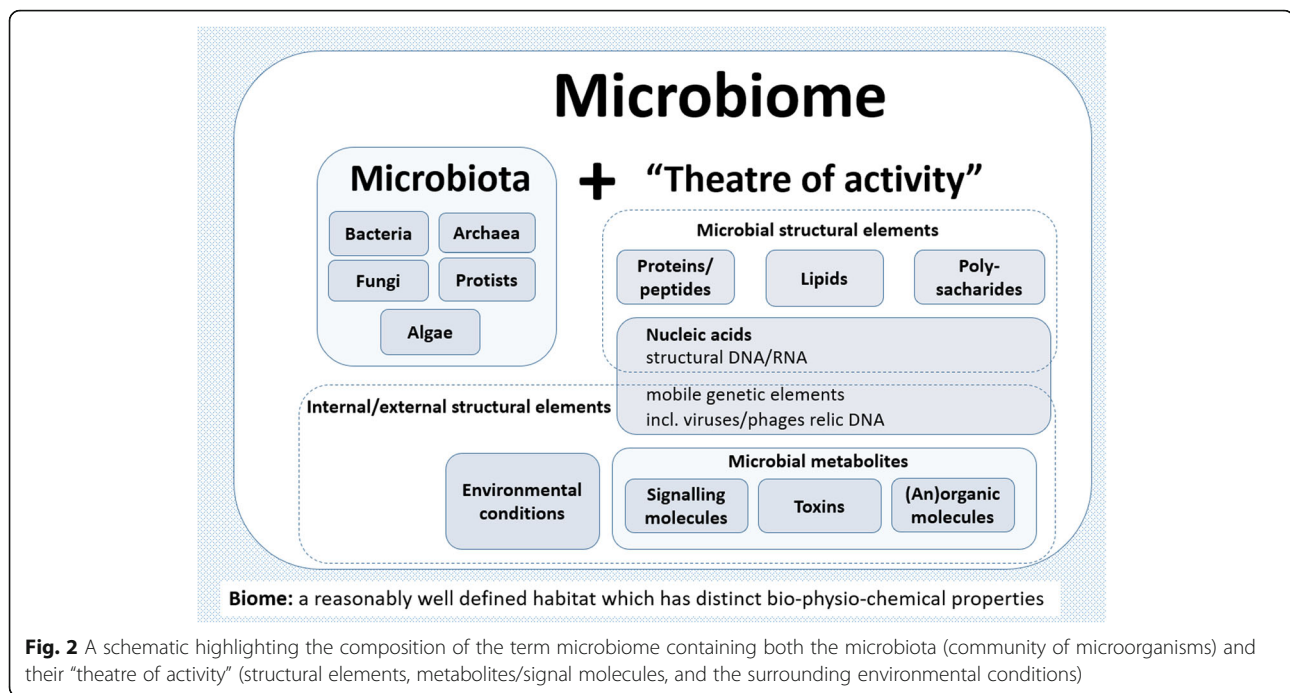 Microbiome
Microbiota + “Theatre of activity”
Bacteria
Archaea
Fungi
Protists
Algae
Microbial structural elements
Proteins/
peptides
Lipids
Poly-
sacharides
Nucleic acids
structural DNA/RNA
mobile genetic elements
incl. viruses/phages relic DNA
Internal/external structural elements
Environmental
conditions
Microbial metabolites
Signalling
molecules
Toxins
(An)organic
molecules
Biome: a reasonably well defined habitat which has distinct bio-physio-chemical properties
Fig. 2 A schematic highlighting the composition of the term microbiome containing both the microbiota (community of microorganisms) and
their “theatre of activity” (structural elements, metabolites/signal molecules, and the surrounding environmental conditions)